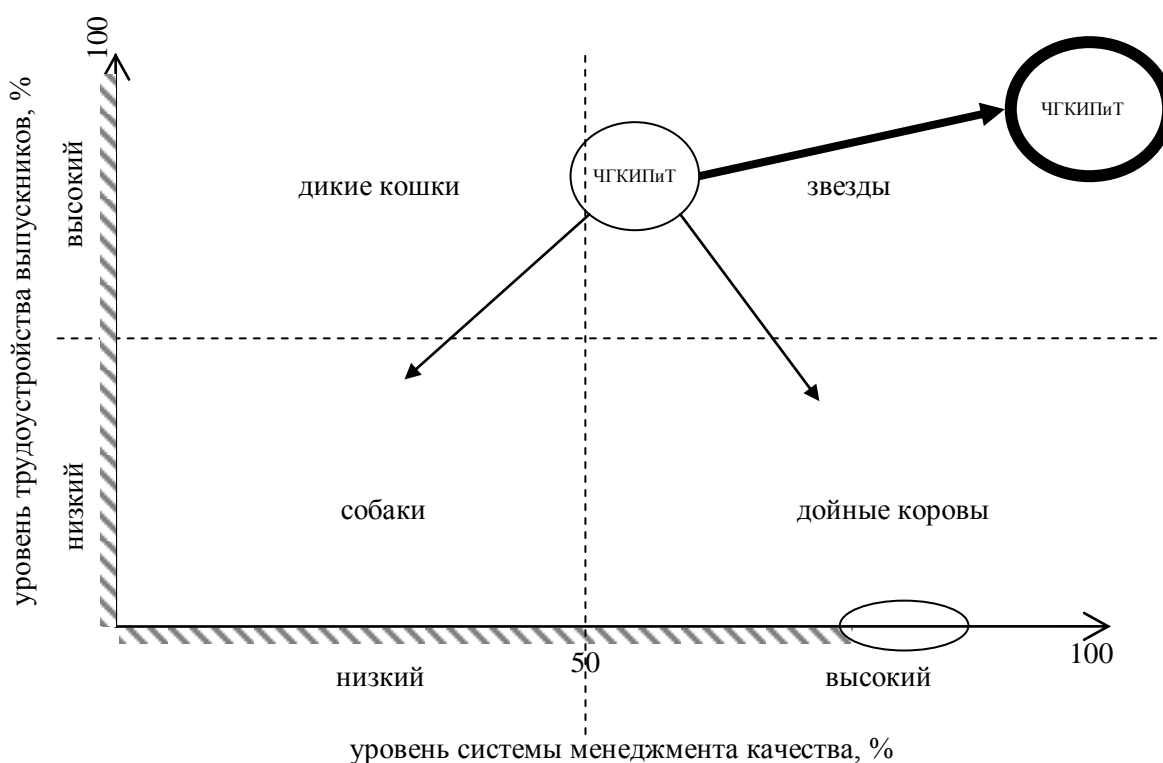 100
уровень трудоустройства выпускников, %
высокий
низкий
ЧГКИПиТ
ЧГКИПиТ
дикие кошки
звезды
собаки
дойные коровы
50
100
низкий
высокий
уровень системы менеджмента качества, %